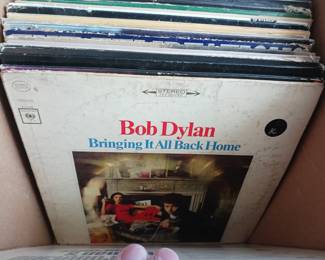 STEREO
Bob Dylan
Bringing It All Back Home